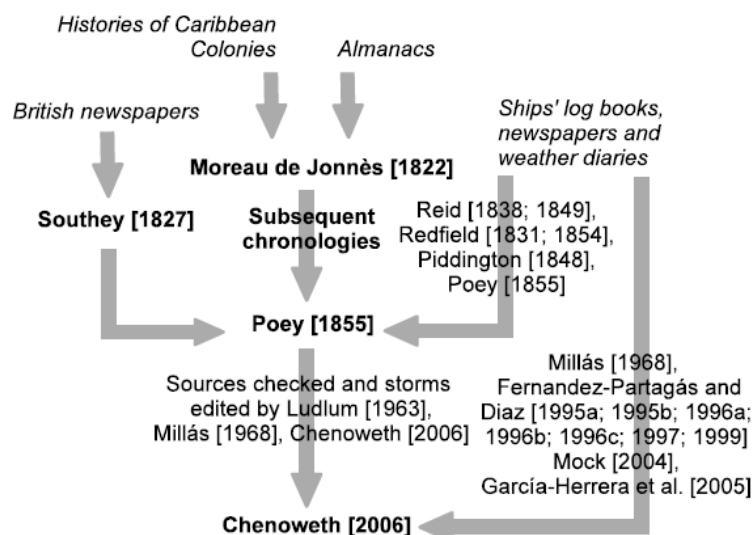 Histories of Caribbean
Colonies
Almanacs
British newspapers
Ships' log books,
newspapers and
weather diaries
Moreau de Jonnès [1822]
Southey [1827]
Subsequent
chronologies
Reid [1838; 1849],
Redfield [1831; 1854],
Piddington [1848],
Poey [1855]
Poey [1855]
Sources checked and storms
edited by Ludlum [1963],
Millás [1968], Chenoweth [2006]
Millás [1968],
Fernandez-Partagás and
Diaz [1995a; 1995b; 1996a;
1996b; 1996c; 1997; 1999]
Mock [2004],
García-Herrera et al. [2005]
Chenoweth [2006]